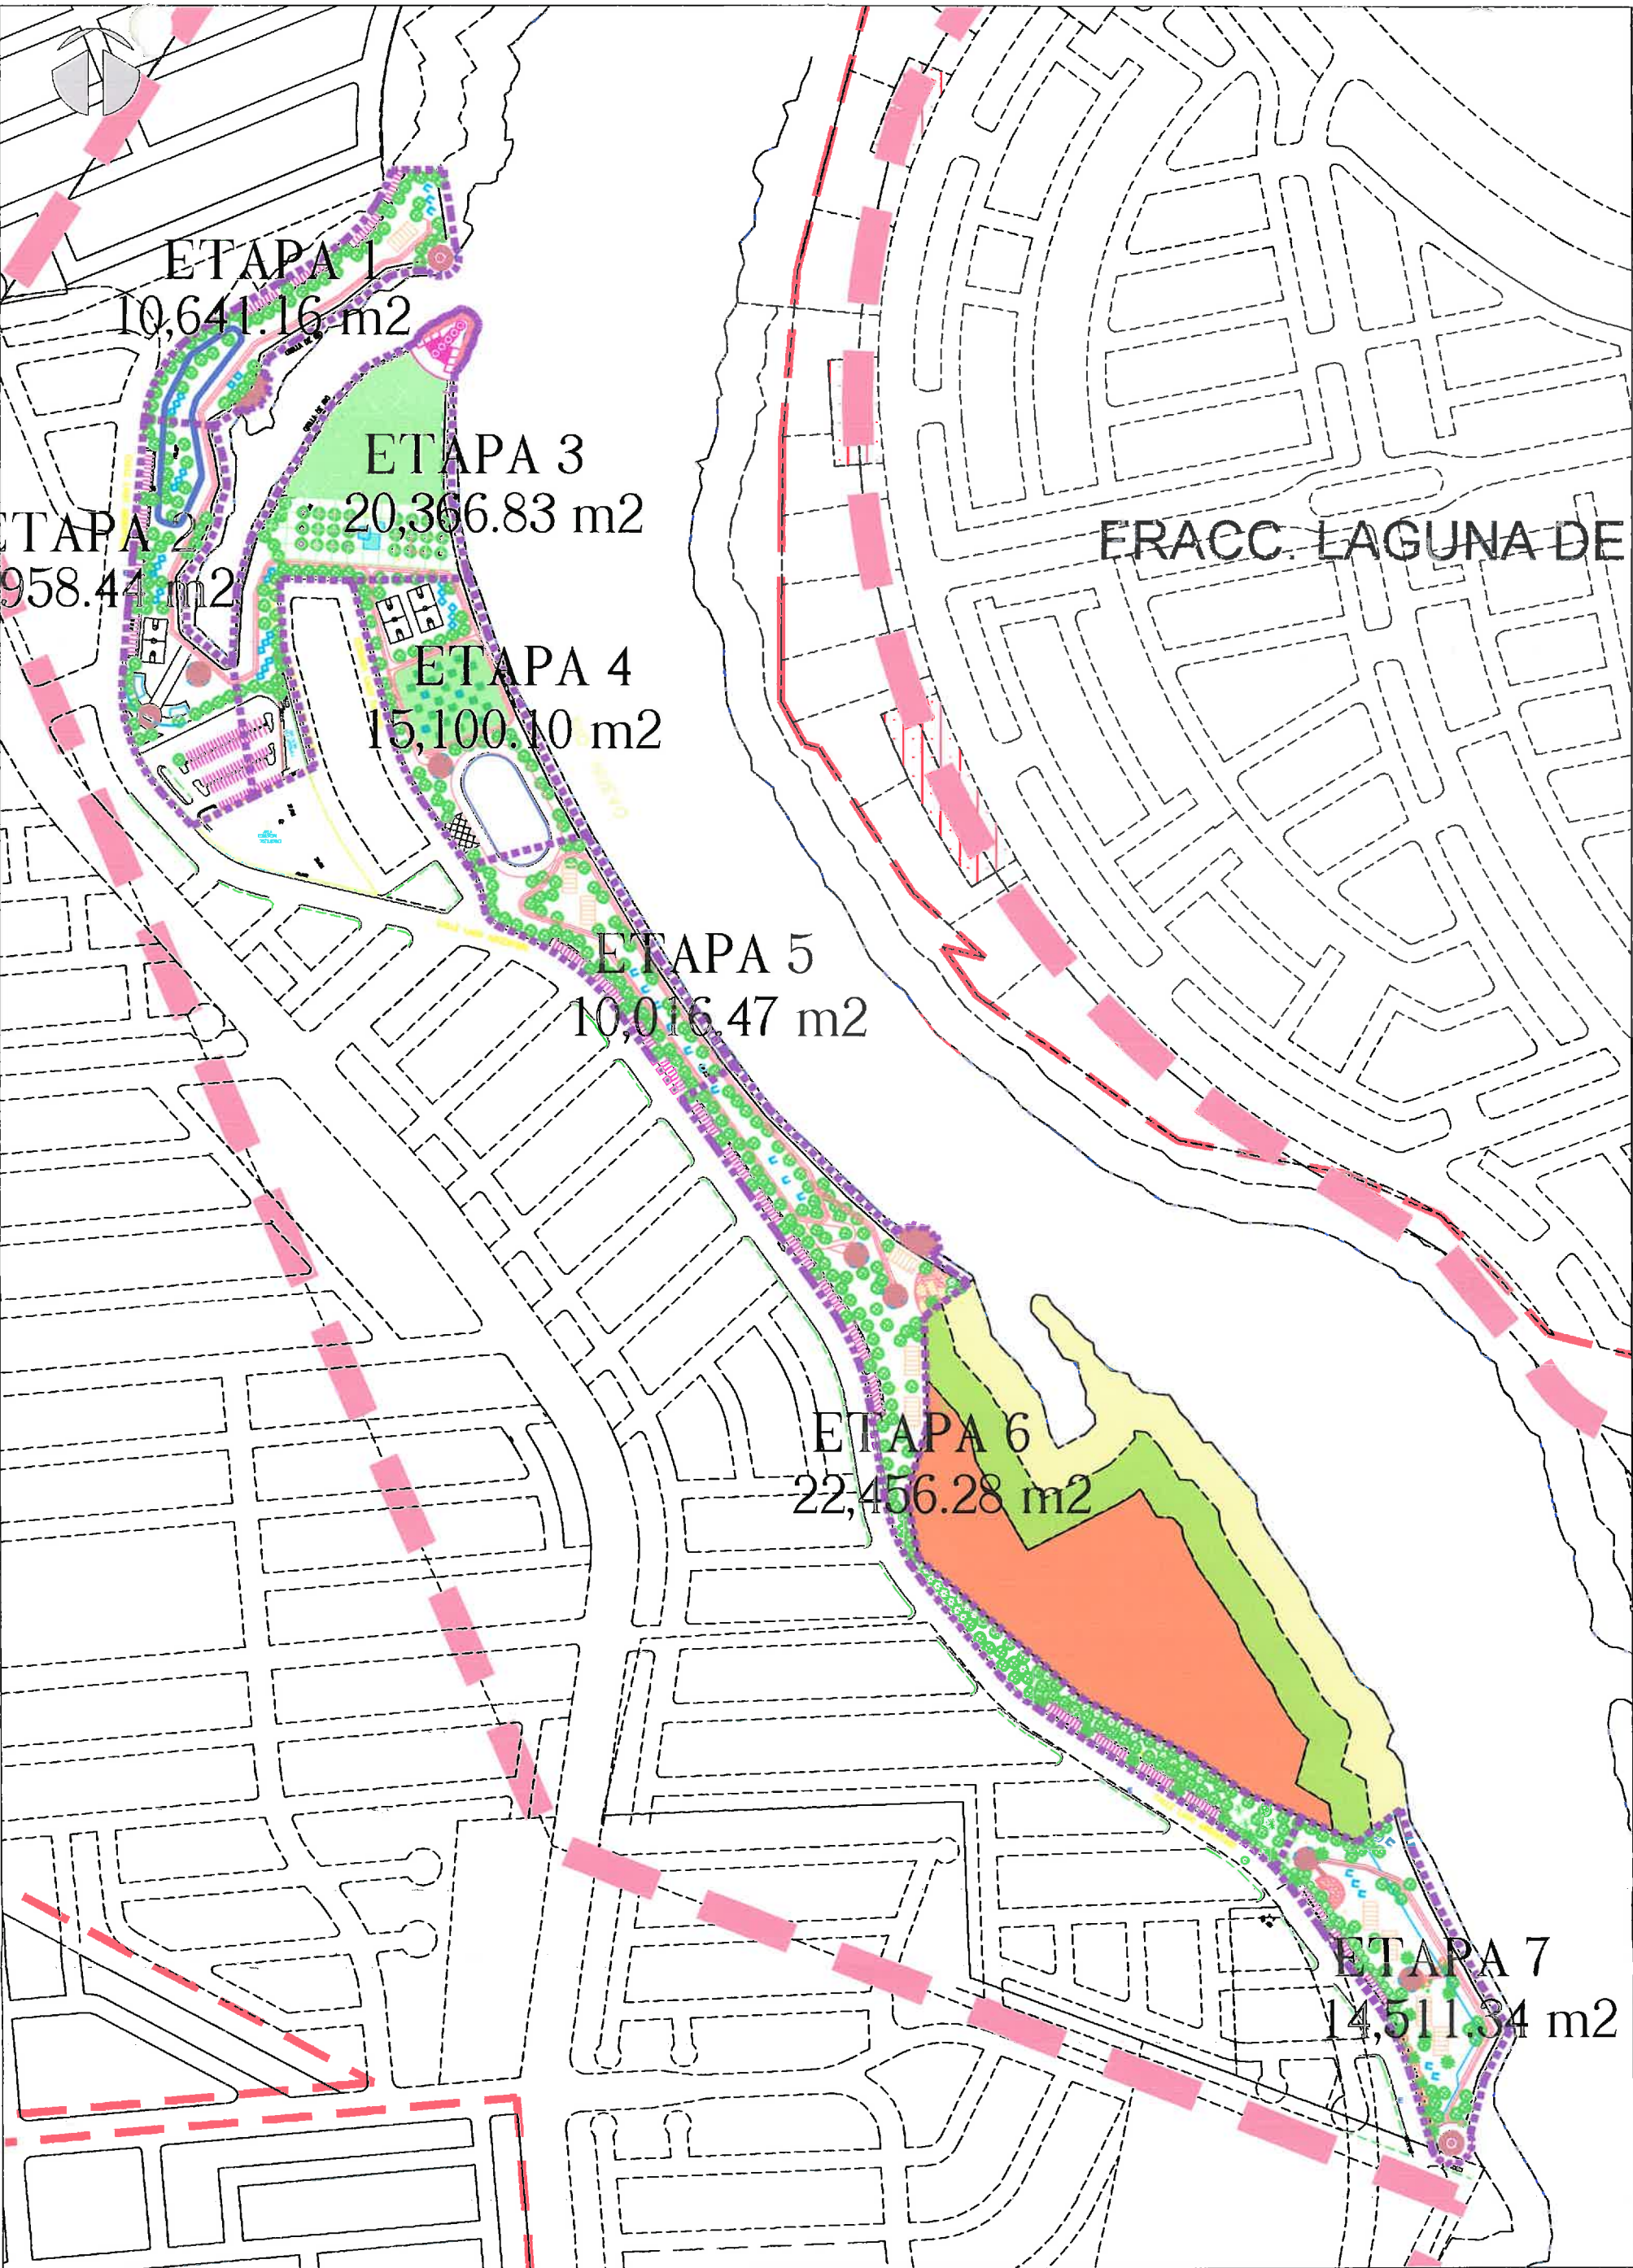 ETAPA 1
10,641.16 m2
ETAPA 3
20,366.83 m2
ETAPA 2
958.44 m2
FRACC. LAGUNA DE
ETAPA 4
15,100.10 m2
ETAPA 5
10,016.47 m2
ETAPA 6
22,456.28 m2
ETAPA 7
14,511.34 m2